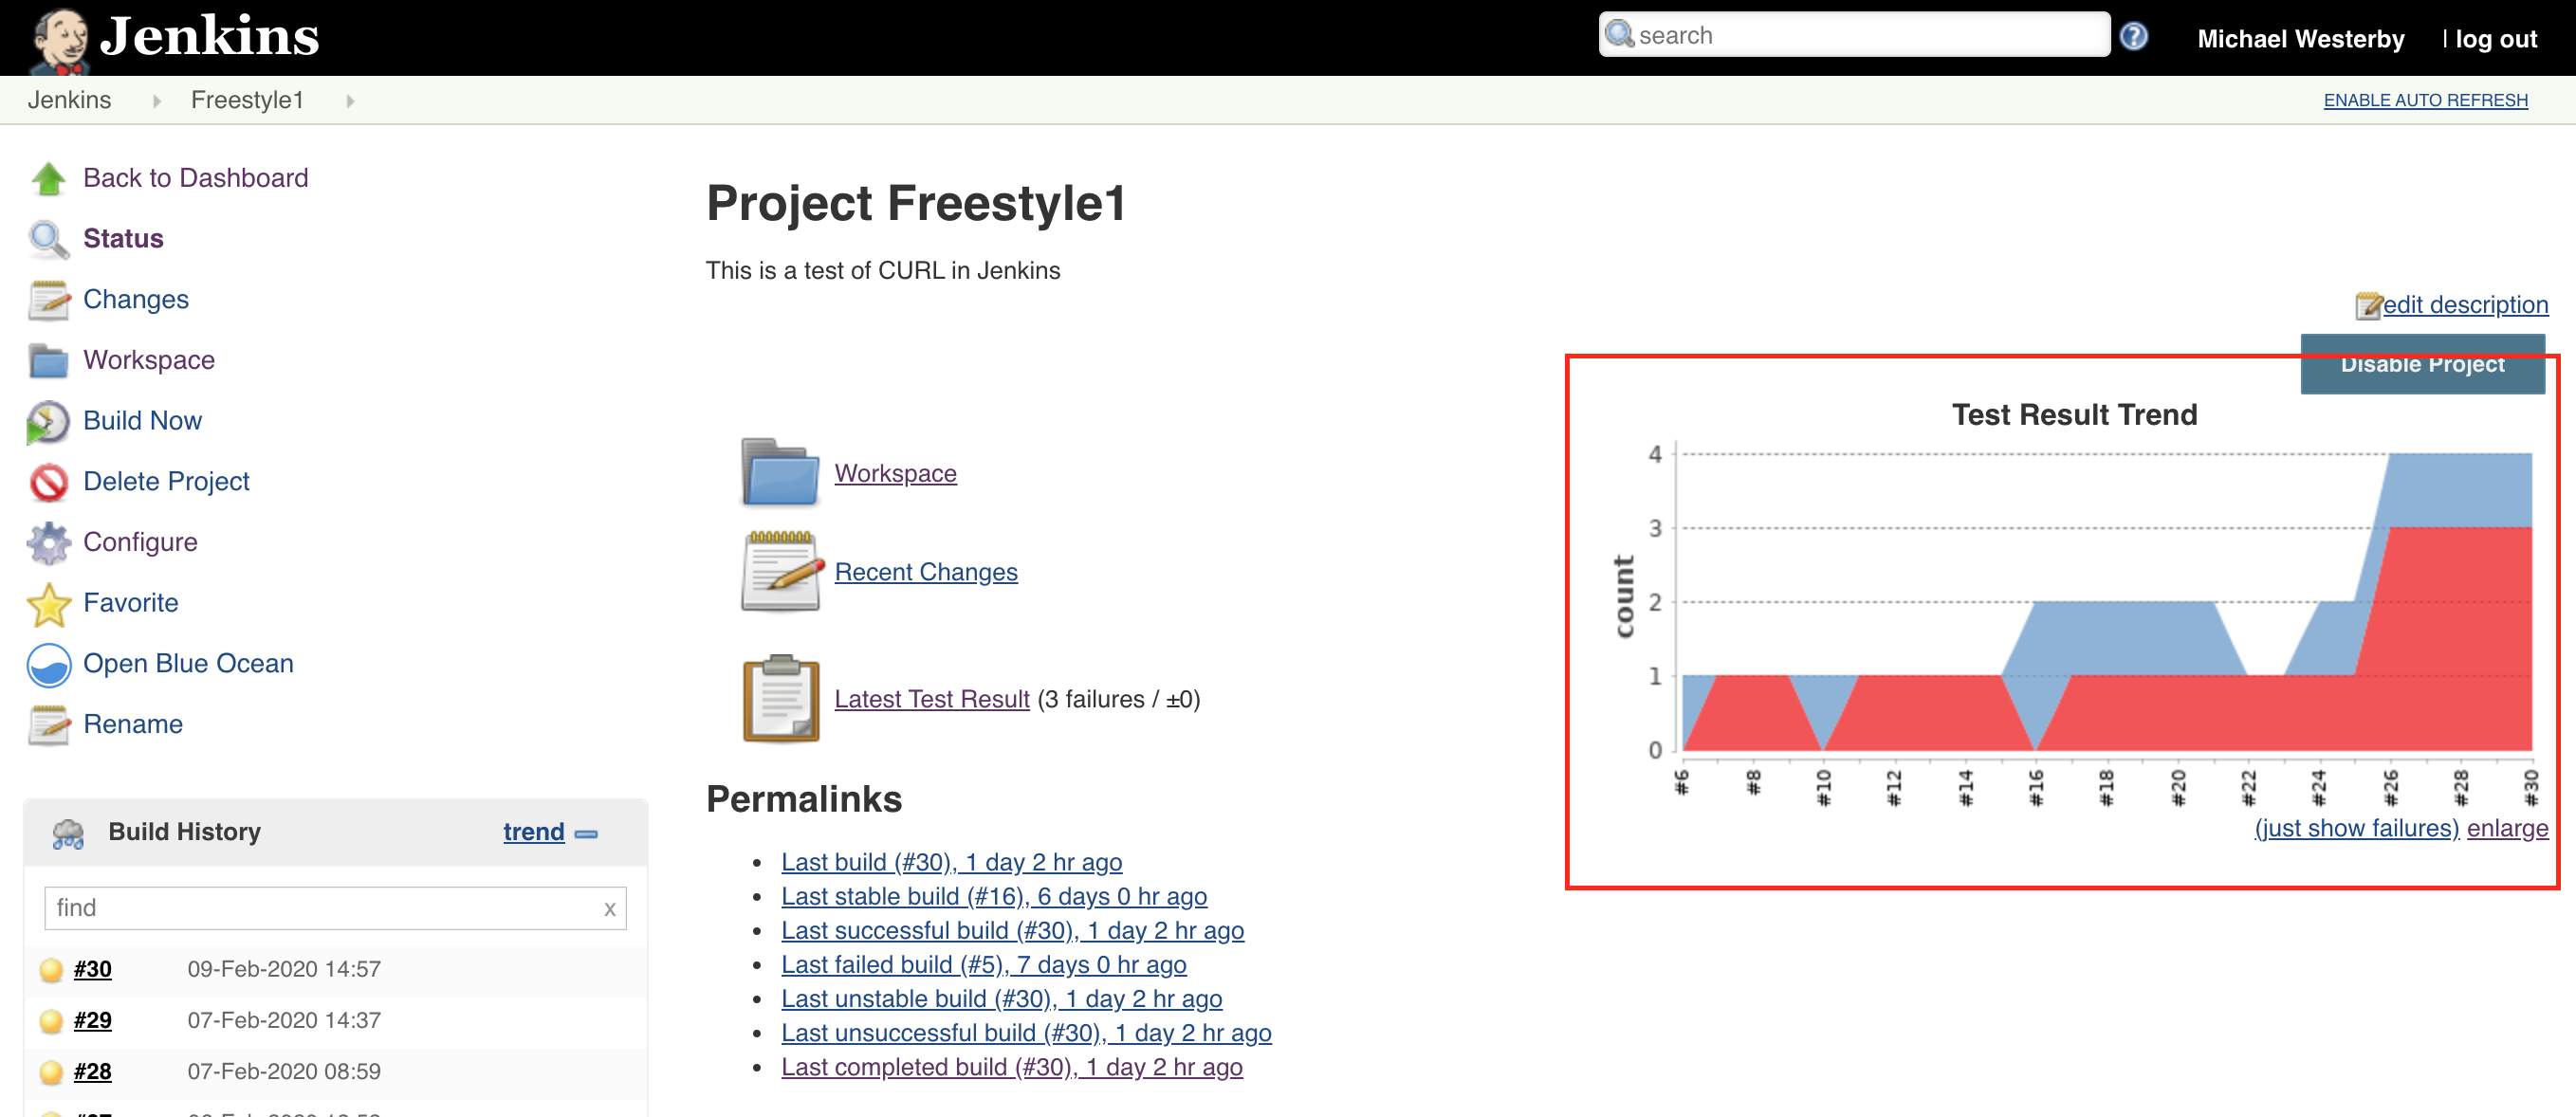 Jenkins
search
Michael Westerby
| log out
Jenkins
Freestyle1
ENABLE AUTO REFRESH
Back to Dashboard
Status
Changes
Workspace
Build Now
Delete Project
Configure
Favorite
Open Blue Ocean
Rename
Build History
trend
find
x
#30 09-Feb-2020 14:57
#29 07-Feb-2020 14:37
#28 07-Feb-2020 08:59
Project Freestyle1
This is a test of CURL in Jenkins
edit description
Disable Project
Workspace
Recent Changes
Latest Test Result (3 failures / ±0)
Test Result Trend
count
4
3
2
1
0
#6 #8 #10 #12 #14 #16 #18 #20 #22 #24 #26 #28 #30
(just show failures) enlarge
Permalinks
• Last build (#30), 1 day 2 hr ago
• Last stable build (#16), 6 days 0 hr ago
• Last successful build (#30), 1 day 2 hr ago
• Last failed build (#5), 7 days 0 hr ago
• Last unstable build (#30), 1 day 2 hr ago
• Last unsuccessful build (#30), 1 day 2 hr ago
• Last completed build (#30), 1 day 2 hr ago